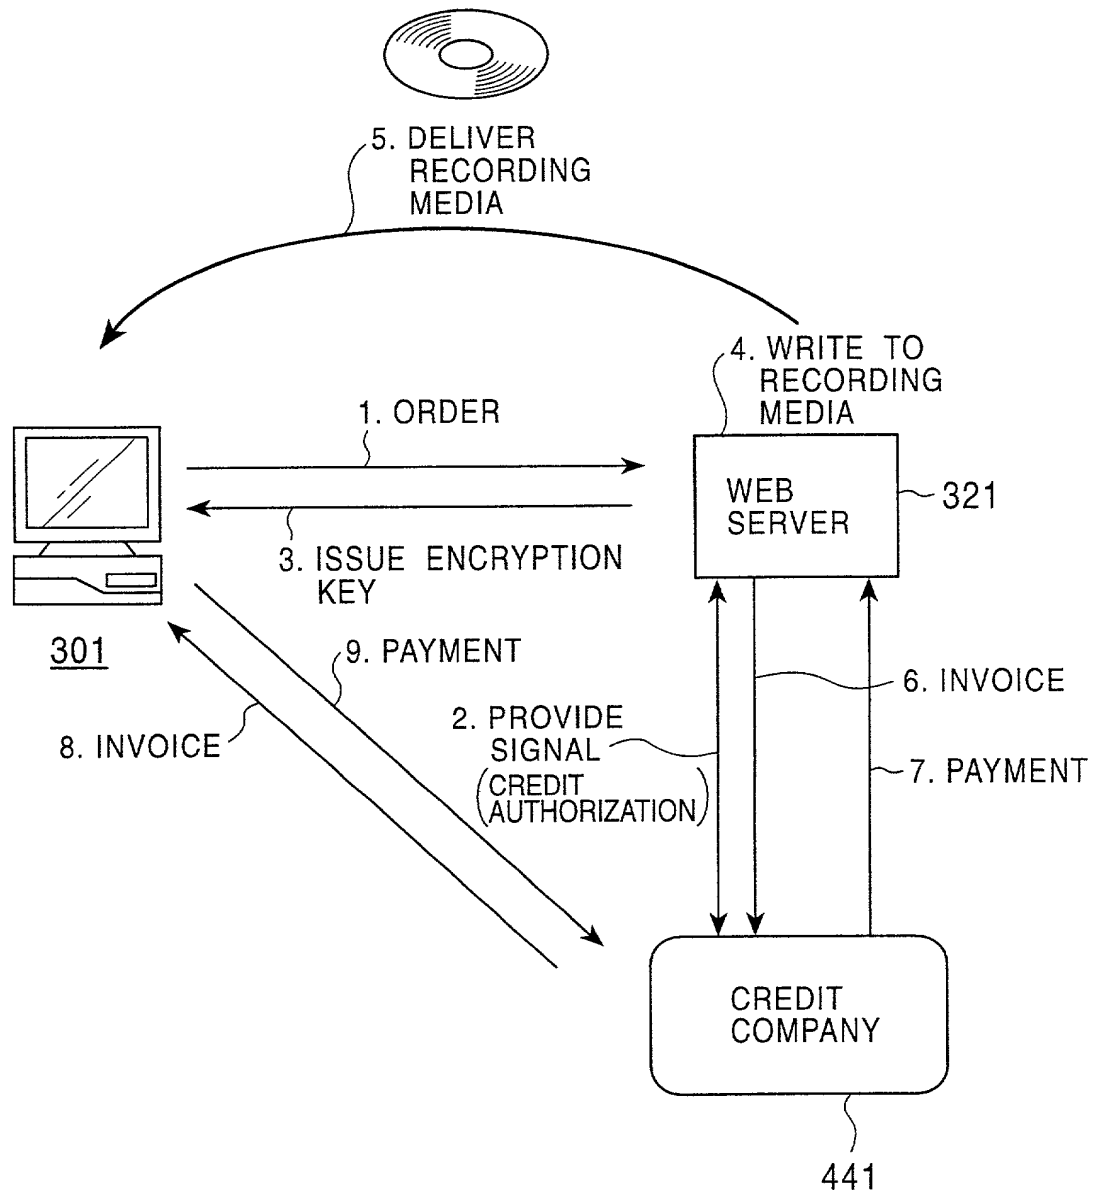 5. DELIVER
RECORDING
MEDIA
4. WRITE TO
RECORDING
MEDIA
1. ORDER
WEB
SERVER
321
3. ISSUE ENCRYPTION
KEY
301
9. PAYMENT
6. INVOICE
8. INVOICE
2. PROVIDE
SIGNAL
(CREDIT
AUTHORIZATION)
7. PAYMENT
CREDIT
COMPANY
441